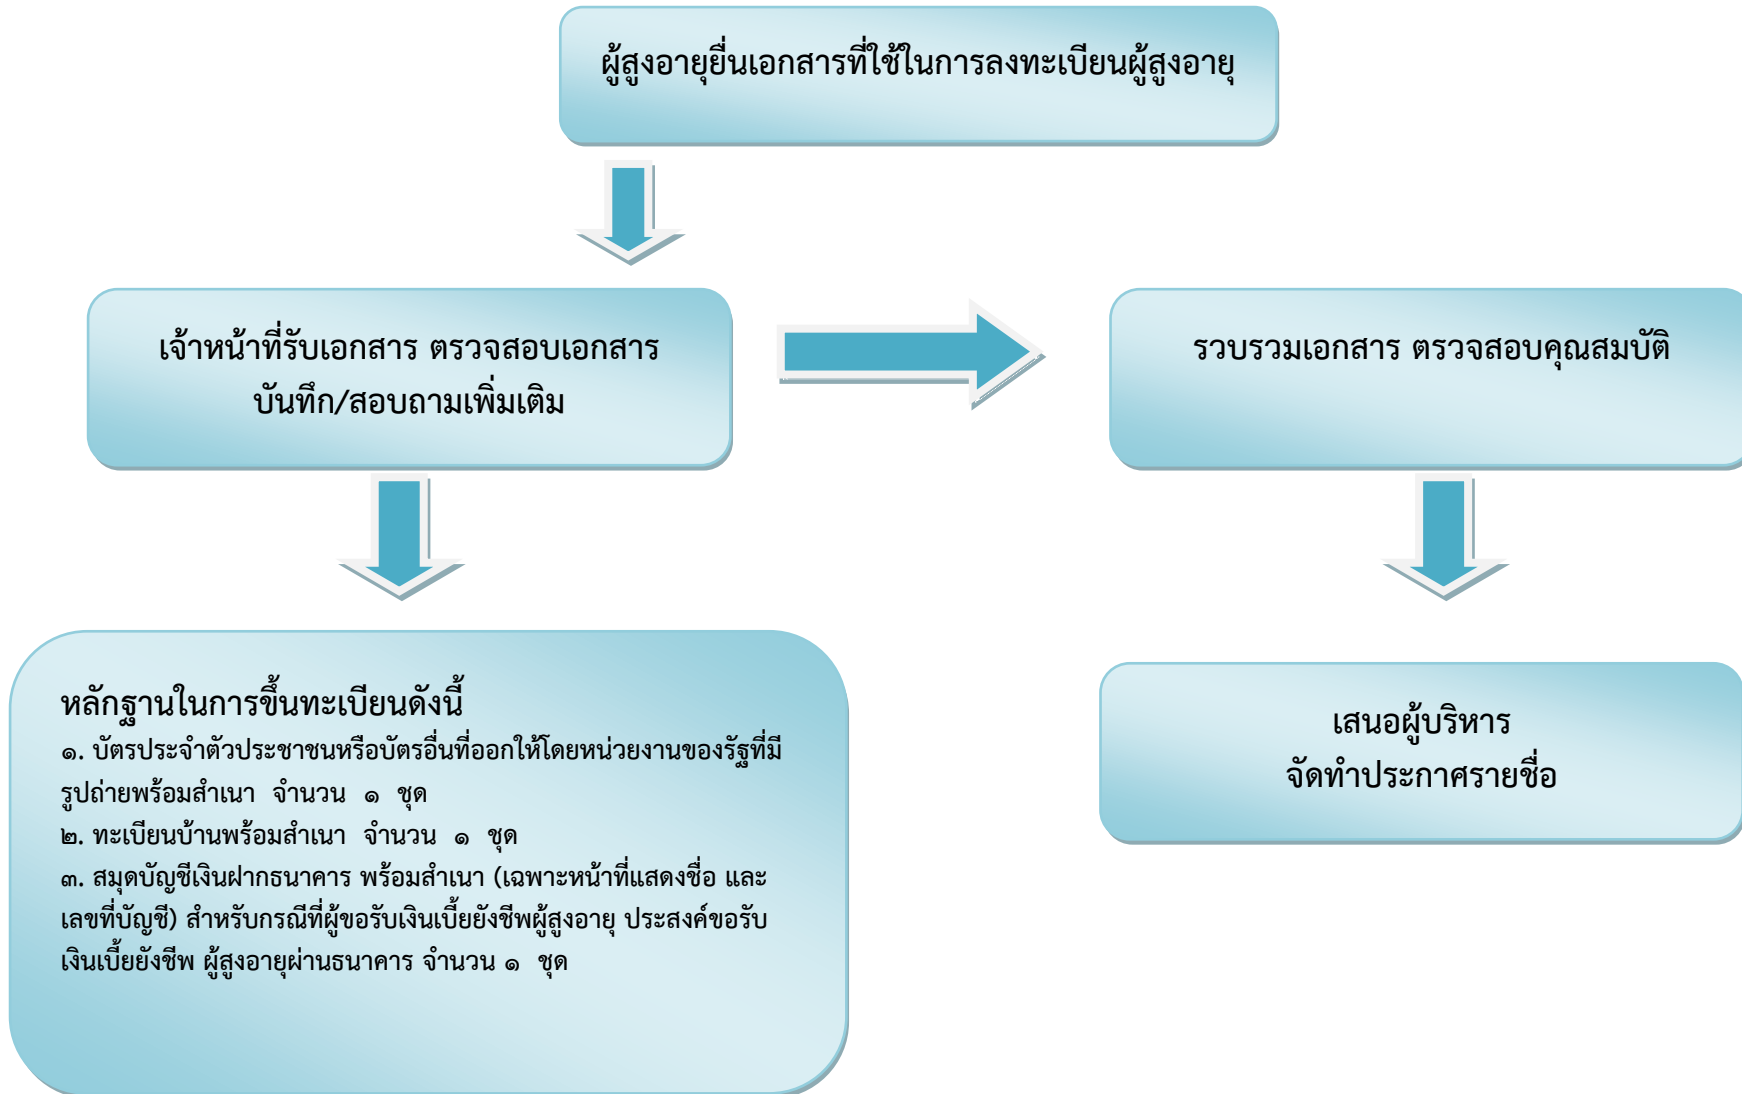 ผู้สูงอายุยื่นเอกสารที่ใช้ในการลงทะเบียนผู้สูงอายุ
เจ้าหน้าที่รับเอกสาร ตรวจสอบเอกสาร
บันทึก/สอบถามเพิ่มเติม
รวบรวมเอกสาร ตรวจสอบคุณสมบัติ
หลักฐานในการขึ้นทะเบียนดังนี้
๑. บัตรประจำตัวประชาชนหรือบัตรอื่นที่ออกให้โดยหน่วยงานของรัฐที่มี
รูปถ่ายพร้อมสำเนา จำนวน ๑ ชุด
๒. ทะเบียนบ้านพร้อมสำเนา จำนวน ๑ ชุด
๓. สมุดบัญชีเงินฝากธนาคาร พร้อมสำเนา (เฉพาะหน้าที่แสดงชื่อ และ
เลขที่บัญชี) สำหรับกรณีที่ผู้ขอรับเงินเบี้ยยังชีพผู้สูงอายุ ประสงค์ขอรับ
เงินเบี้ยยังชีพ ผู้สูงอายุผ่านธนาคาร จำนวน ๑ ชุด
เสนอผู้บริหาร
จัดทำประกาศรายชื่อ